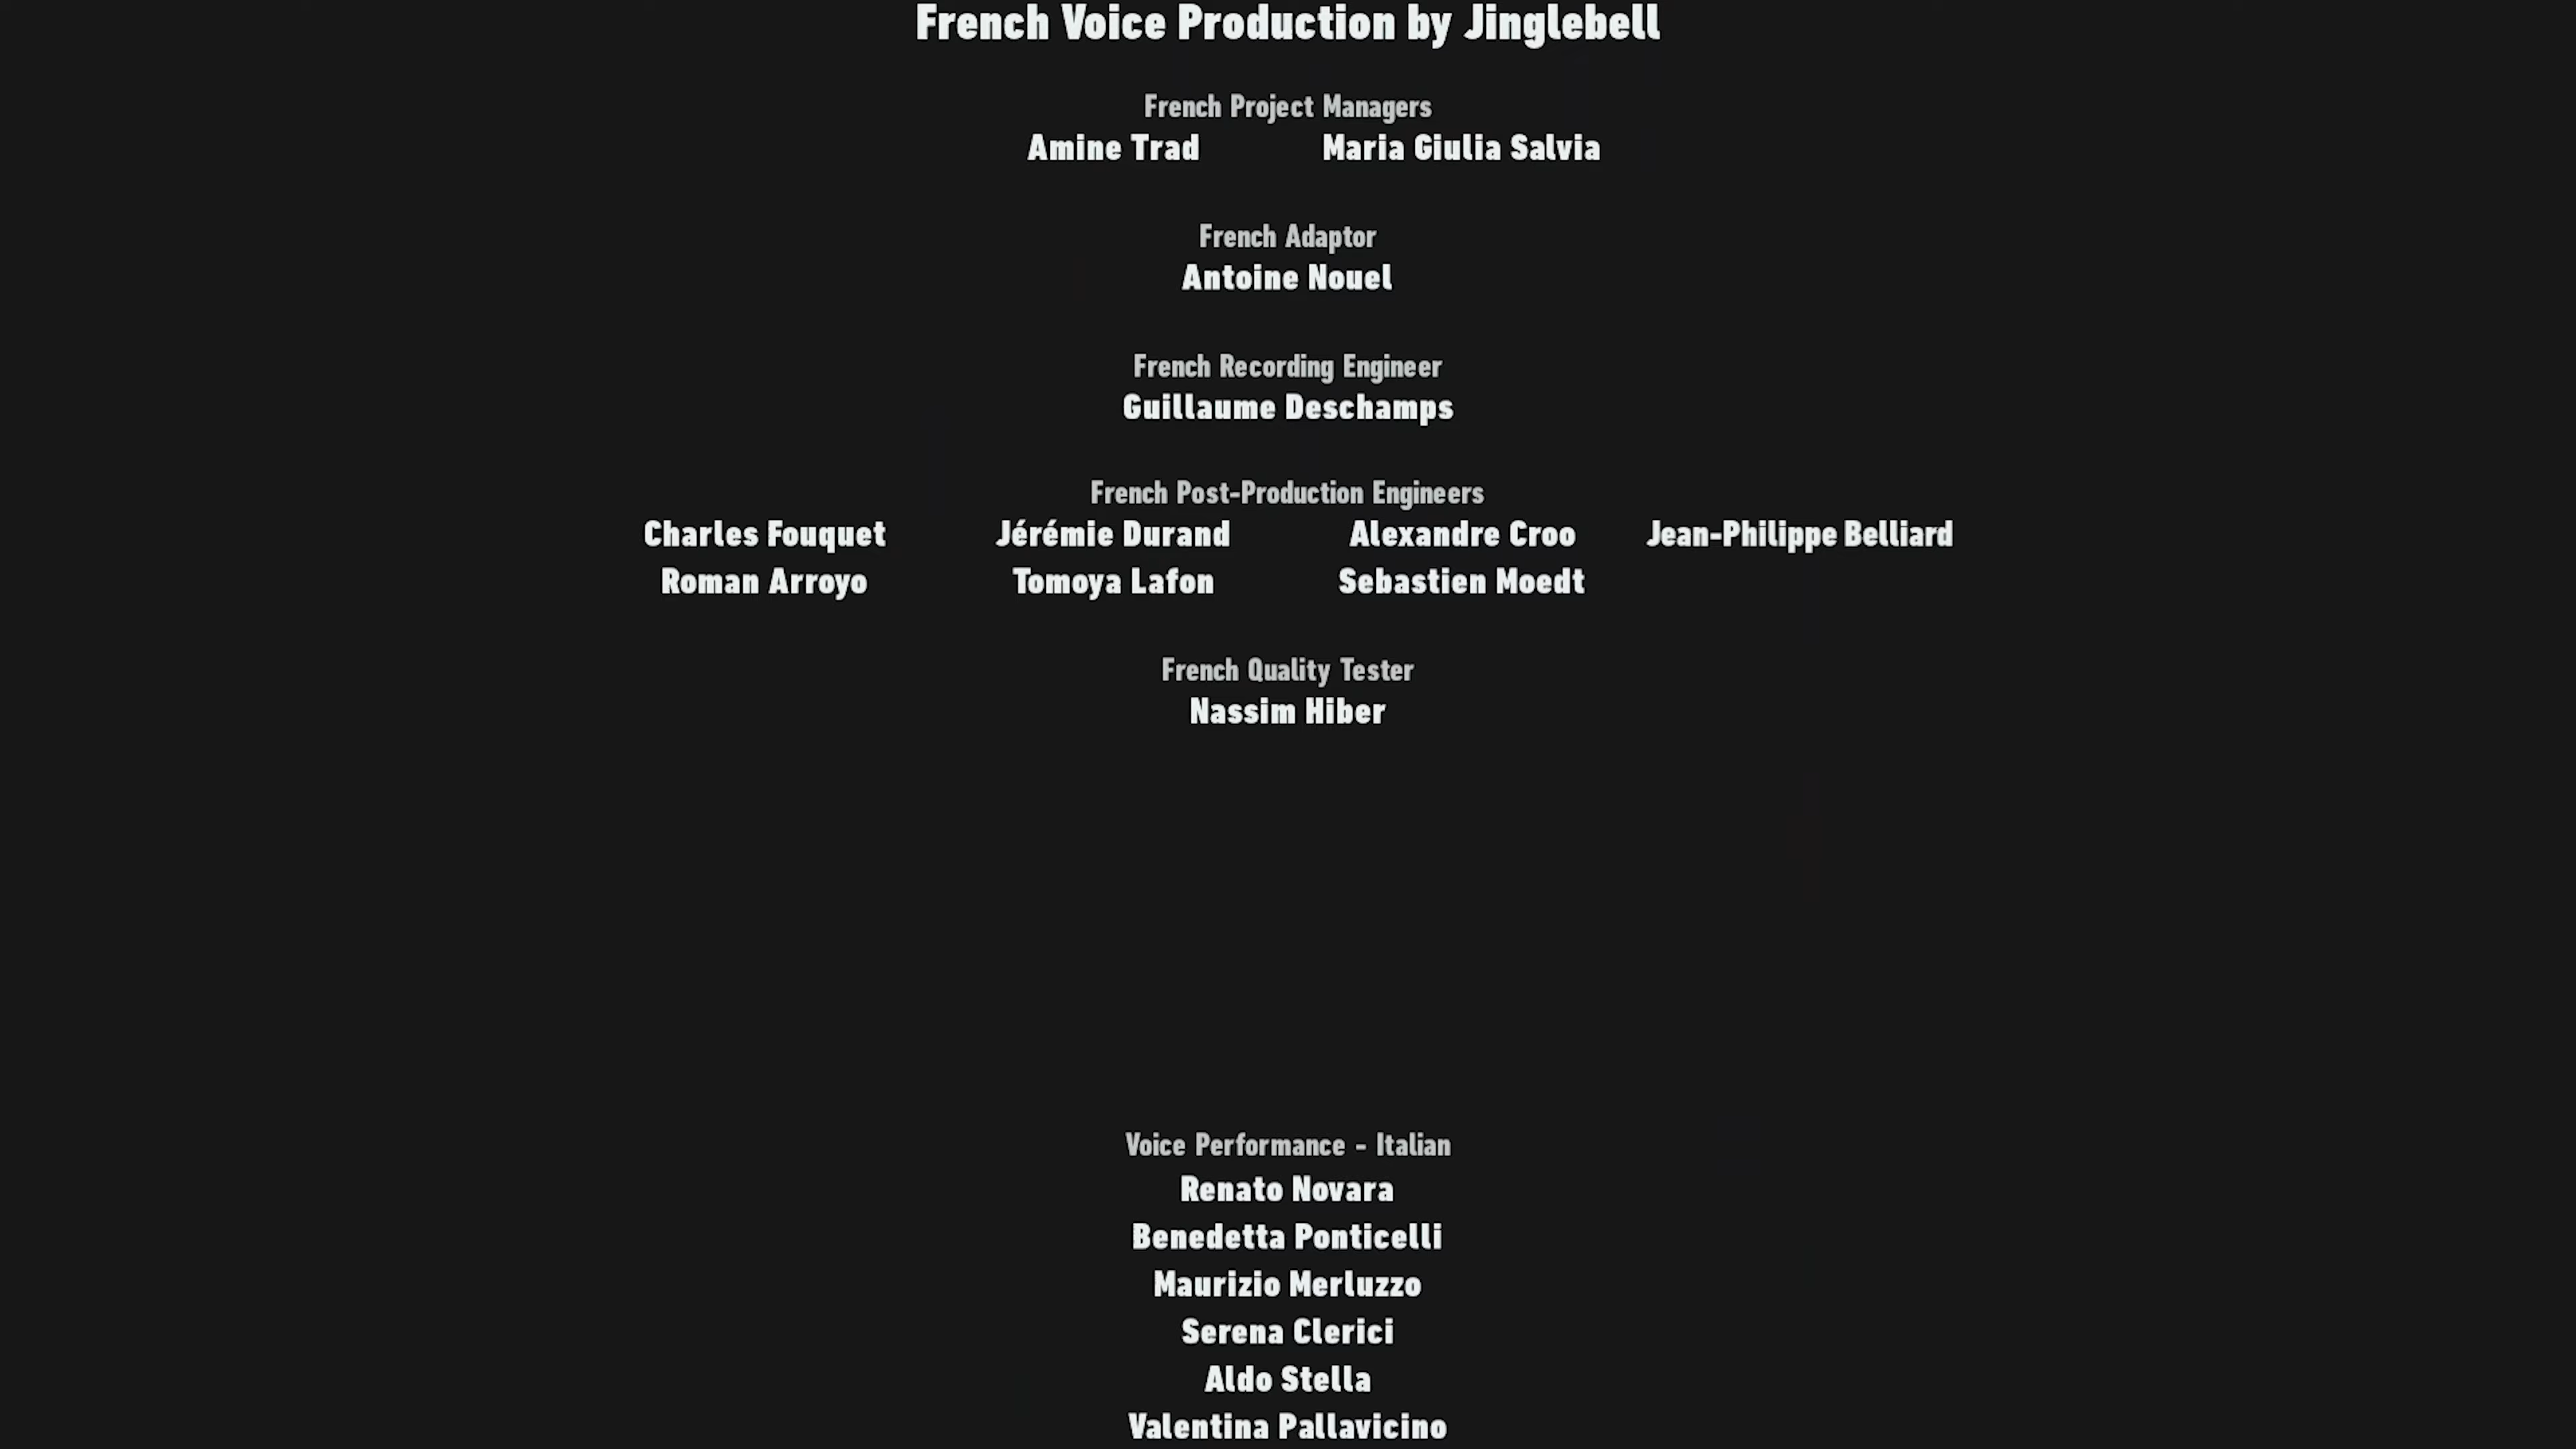 French Voice Production by Jinglebell
French Project Managers
Amine Trad Maria Giulia Salvia
French Adaptor
Antoine Nouel
French Recording Engineer
Guillaume Deschamps
French Post-Production Engineers
Charles Fouquet Jérémie Durand Alexandre Croo Jean-Philippe Belliard
Roman Arroyo Tomoya Lafon Sebastien Moedt
French Quality Tester
Nassim Hiber
Voice Performance - Italian
Renato Novara
Benedetta Ponticelli
Maurizio Merluzzo
Serena Clerici
Aldo Stella
Valentina Pallavicino